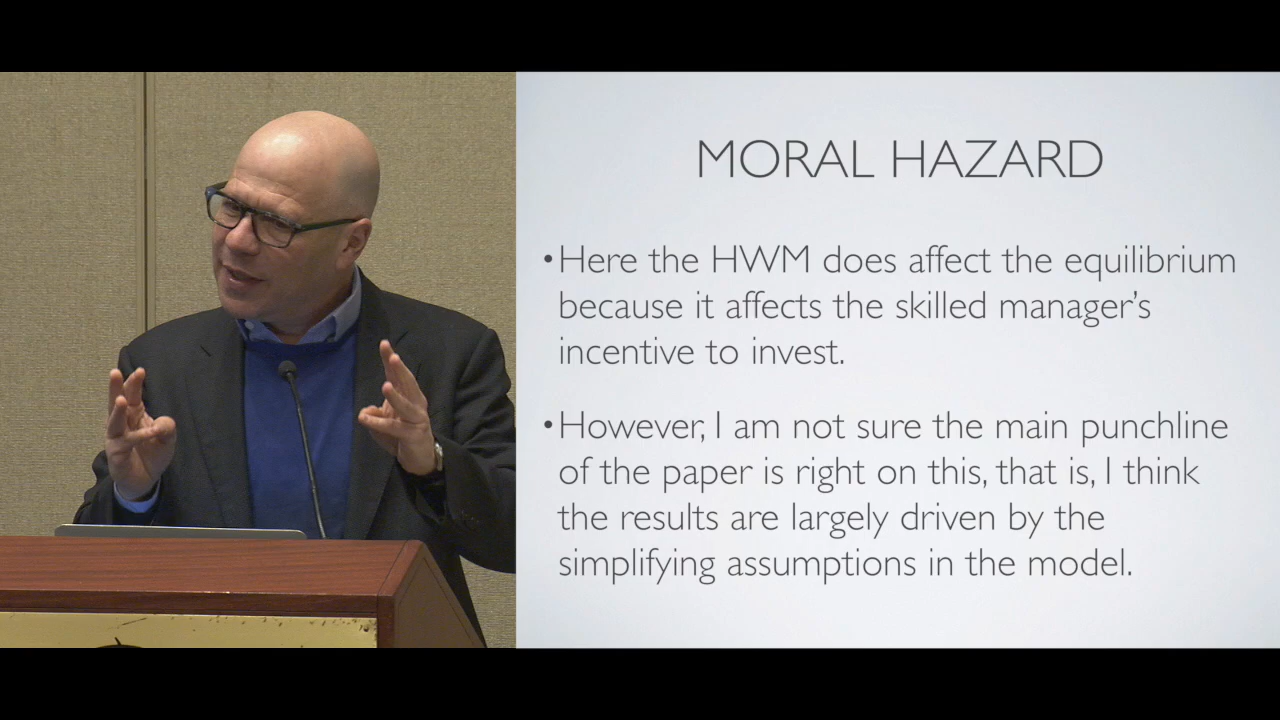 MORAL HAZARD
•Here the HWM does affect the equilibrium
because it affects the skilled manager’s
incentive to invest.
•However, I am not sure the main punchline
of the paper is right on this, that is, I think
the results are largely driven by the
simplifying assumptions in the model.